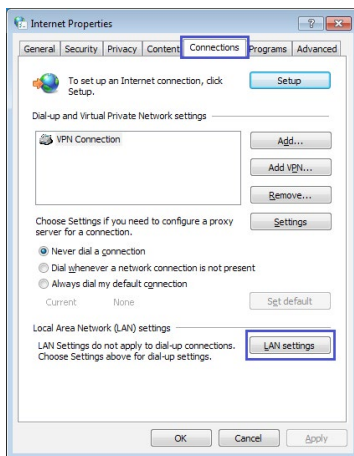 Internet Properties
General Security Privacy Content Connections Programs Advanced
To set up an Internet connection, click
Setup.
Setup
Dial-up and Virtual Private Network settings
VPN Connection
Add...
Add VPN...
Remove...
Choose Settings if you need to configure a proxy
server for a connection.
Settings
Never dial a connection
Dial whenever a network connection is not present
Always dial my default connection
Current None
Set default
Local Area Network (LAN) settings
LAN Settings do not apply to dial-up connections.
Choose Settings above for dial-up settings.
LAN settings
OK Cancel Apply